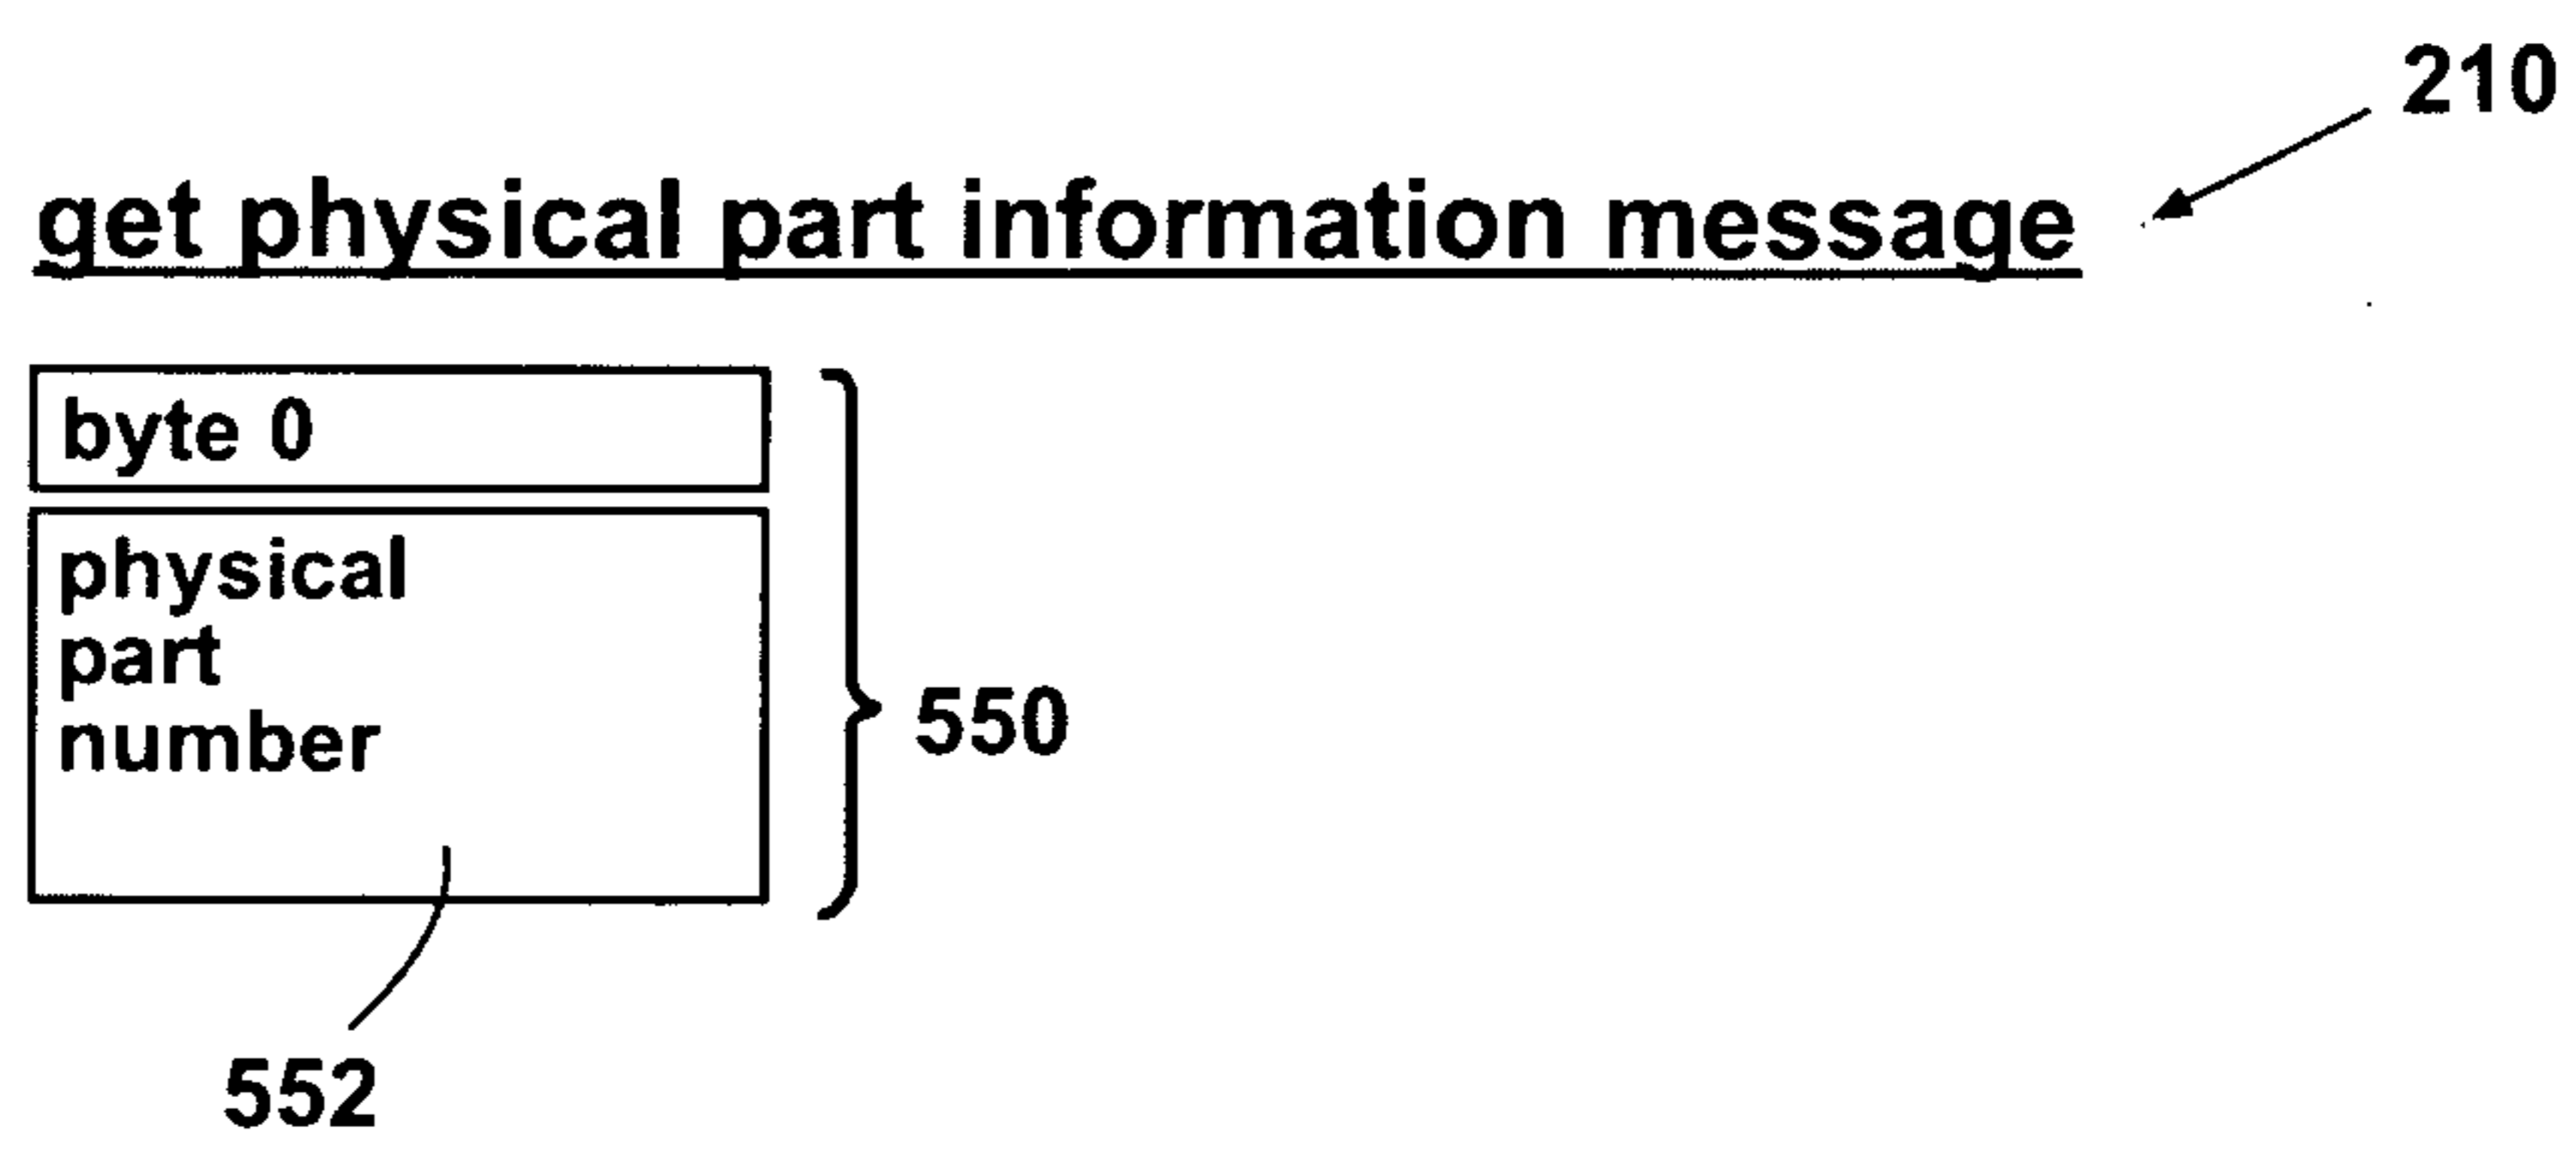 210
get physical part information message
byte 0
physical
part
number
550
552